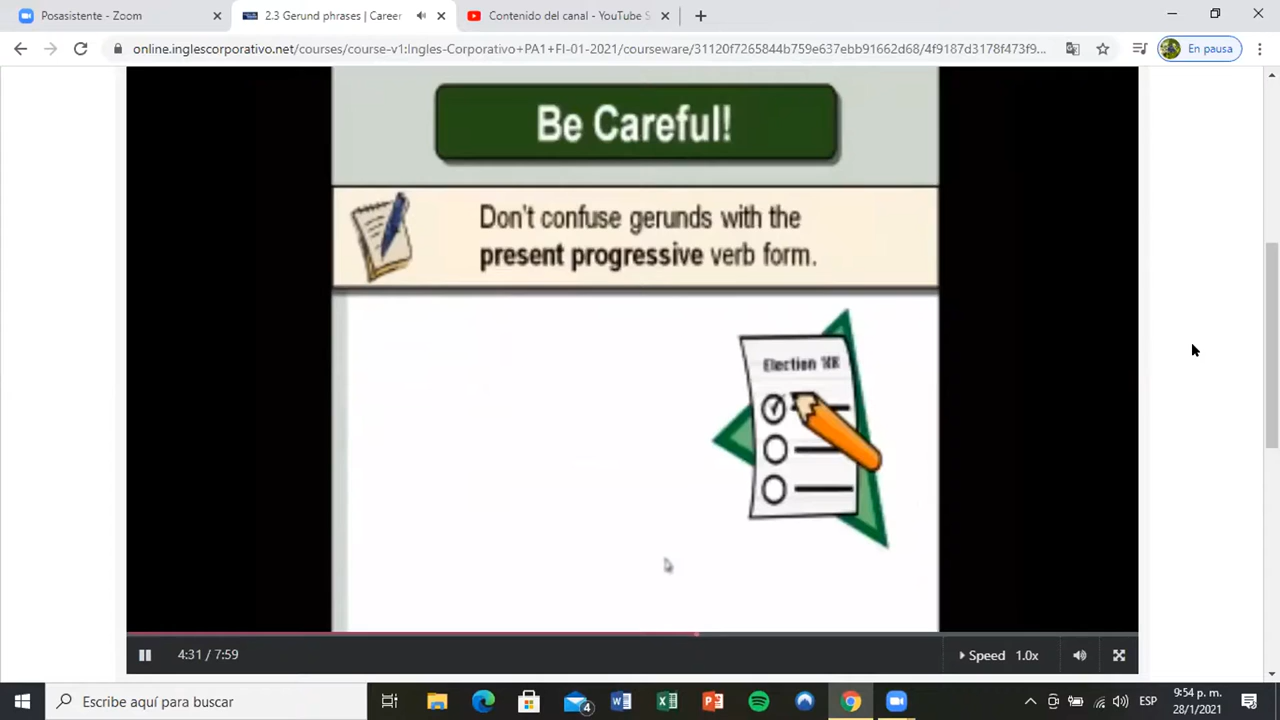 Posasistente - Zoom
2.3 Gerund phrases | Career
Contenido del canal - YouTube S
online.inglescorporativo.net/courses/course-v1:Ingles-Corporativo+PA1+FI-01-2021/courseware/31120f7265844b759e637ebb91662d68/4f9187d3178f473f9...
En pausa
Be Careful!
Don't confuse gerunds with the
present progressive verb form.
Election
4:31 / 7:59
Speed 1.0x
Escribe aquí para buscar
4
ESP
9:54 p. m.
28/1/2021